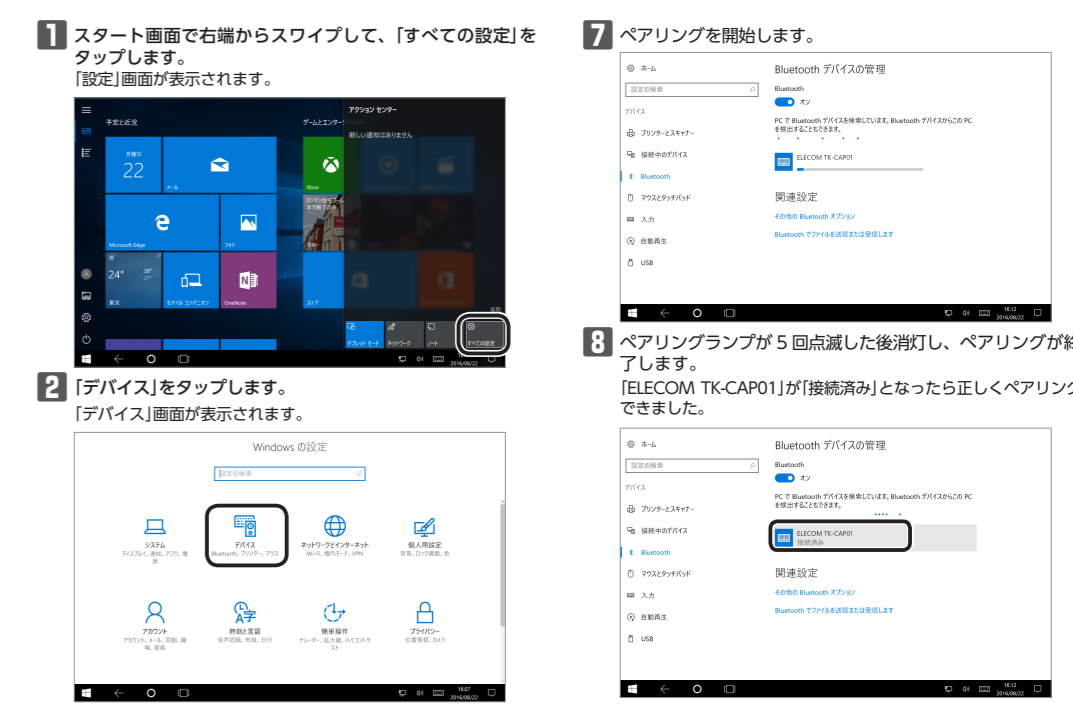 1 スタート画面で右端からスワイプして、「すべての設定」を
タップします。
「設定」画面が表示されます。
予定と近況
ゲームとエンター
アクション センター
新しい通知はありません
月曜日
22
メール
Xbox
Microsoft Edge
フォト
マネー
24°
28°
東京
モバイル コンパニオン
OneNote
ストア
展開
タブレット モード
ネットワーク
ノート
すべての設定
2016/08/22
2 「デバイス」をタップします。
「デバイス」画面が表示されます。
Windows の設定
設定の検索
システム
ディスプレイ、通知、アプリ、電
源
デバイス
Bluetooth、プリンター、マウス
ネットワークとインターネット
Wi-Fi、機内モード、VPN
個人用設定
背景、ロック画面、色
アカウント
アカウント、メール、同期、職
場、家族
時刻と言語
音声認識、地域、日付
簡単操作
ナレーター、拡大鏡、ハイコントラ
スト
プライバシー
位置情報、カメラ
16:07
2016/08/22
7 ペアリングを開始します。
ホーム
設定の検索
デバイス
プリンターとスキャナー
接続中のデバイス
Bluetooth
マウスとタッチパッド
入力
自動再生
USB
Bluetooth デバイスの管理
Bluetooth
オン
PC で Bluetooth デバイスを検索しています。Bluetooth デバイスからこの PC
を検出することもできます。
ELECOM TK-CAP01
関連設定
その他の Bluetooth オプション
Bluetooth でファイルを送信または受信します
16:12
2016/08/22
8 ペアリングランプが 5 回点滅した後消灯し、ペアリングが終
了します。
「ELECOM TK-CAP01」が「接続済み」となったら正しくペアリング
できました。
ホーム
設定の検索
デバイス
プリンターとスキャナー
接続中のデバイス
Bluetooth
マウスとタッチパッド
入力
自動再生
USB
Bluetooth デバイスの管理
Bluetooth
オン
PC で Bluetooth デバイスを検索しています。Bluetooth デバイスからこの PC
を検出することもできます。
ELECOM TK-CAP01
接続済み
関連設定
その他の Bluetooth オプション
Bluetooth でファイルを送信または受信します
16:12
2016/08/22